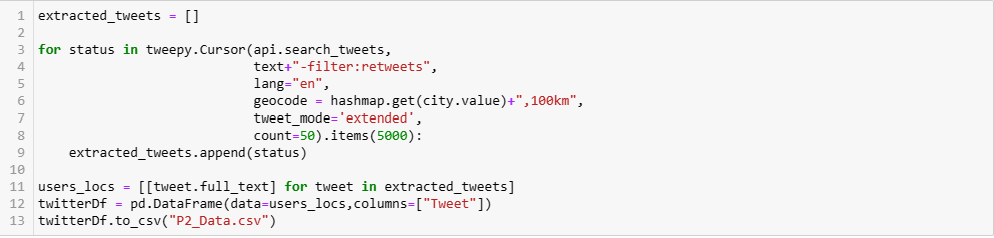 1 extracted_tweets = []
2
3 for status in tweepy.Cursor(api.search_tweets,
4                             text+"-filter:retweets",
5                             lang="en",
6                             geocode = hashmap.get(city.value)+",100km",
7                             tweet_mode='extended',
8                             count=50).items(5000):
9     extracted_tweets.append(status)
10
11 users_locs = [[tweet.full_text] for tweet in extracted_tweets]
12 twitterDf = pd.DataFrame(data=users_locs,columns=["Tweet"])
13 twitterDf.to_csv("P2_Data.csv")